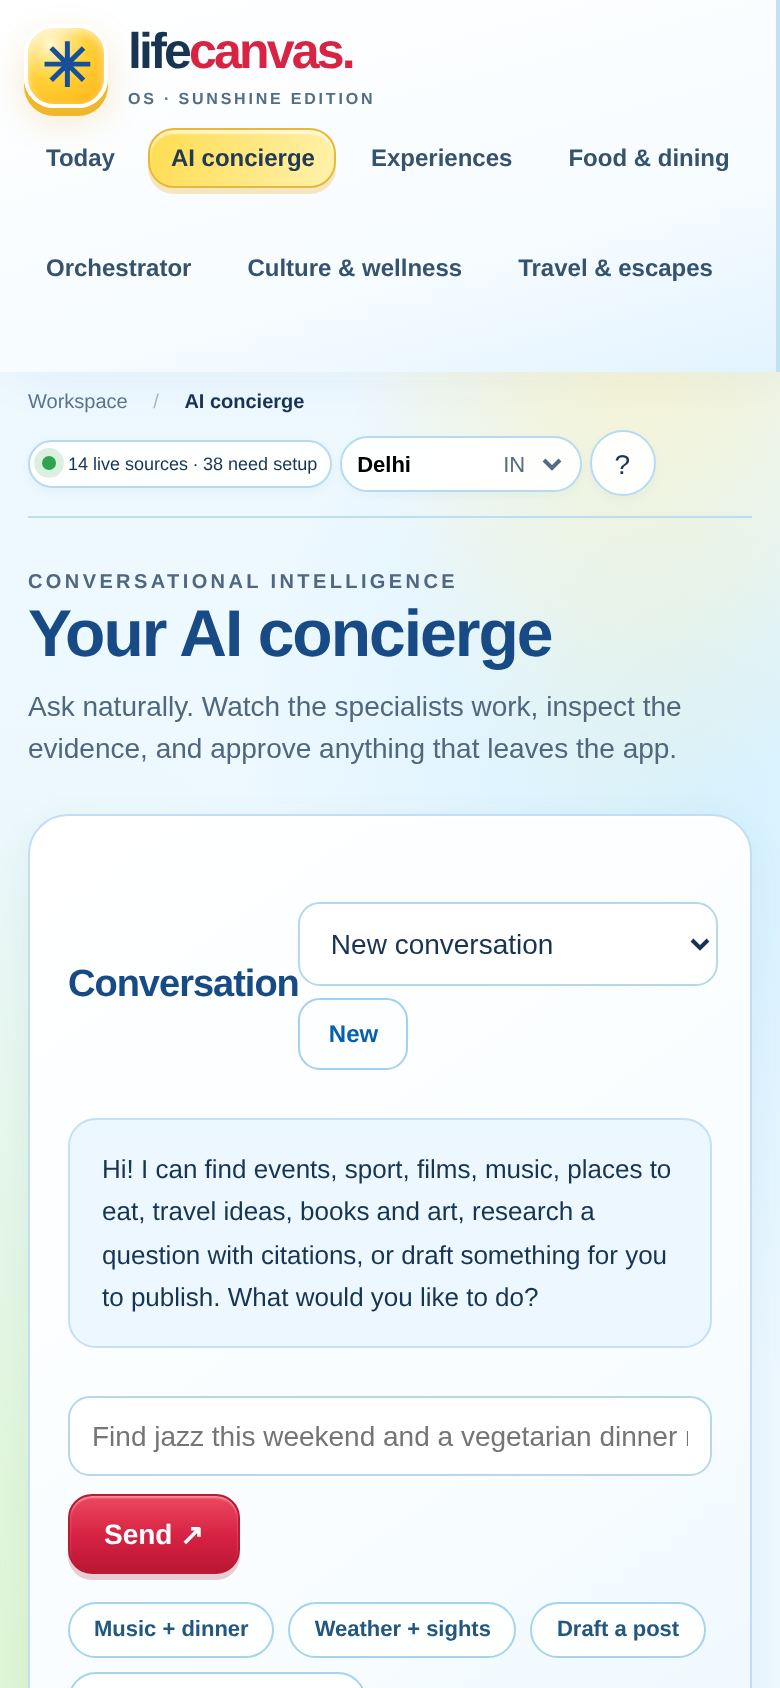 lifecanvas.
OS · SUNSHINE EDITION
Today AI concierge Experiences Food & dining
Orchestrator Culture & wellness Travel & escapes
Workspace / AI concierge
14 live sources · 38 need setup Delhi IN ?
CONVERSATIONAL INTELLIGENCE
Your AI concierge
Ask naturally. Watch the specialists work, inspect the
evidence, and approve anything that leaves the app.
New conversation
Conversation
New
Hi! I can find events, sport, films, music, places to
eat, travel ideas, books and art, research a
question with citations, or draft something for you
to publish. What would you like to do?
Find jazz this weekend and a vegetarian dinner
Send ↗
Music + dinner Weather + sights Draft a post